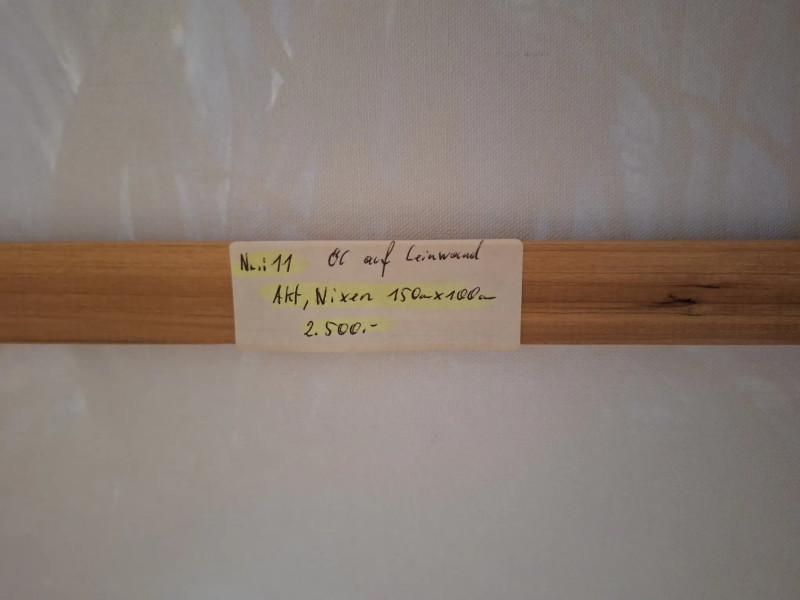 Nr.: 11 Öl auf Leinwand
Akt, Nixen 150cm x 100cm
2.500.-